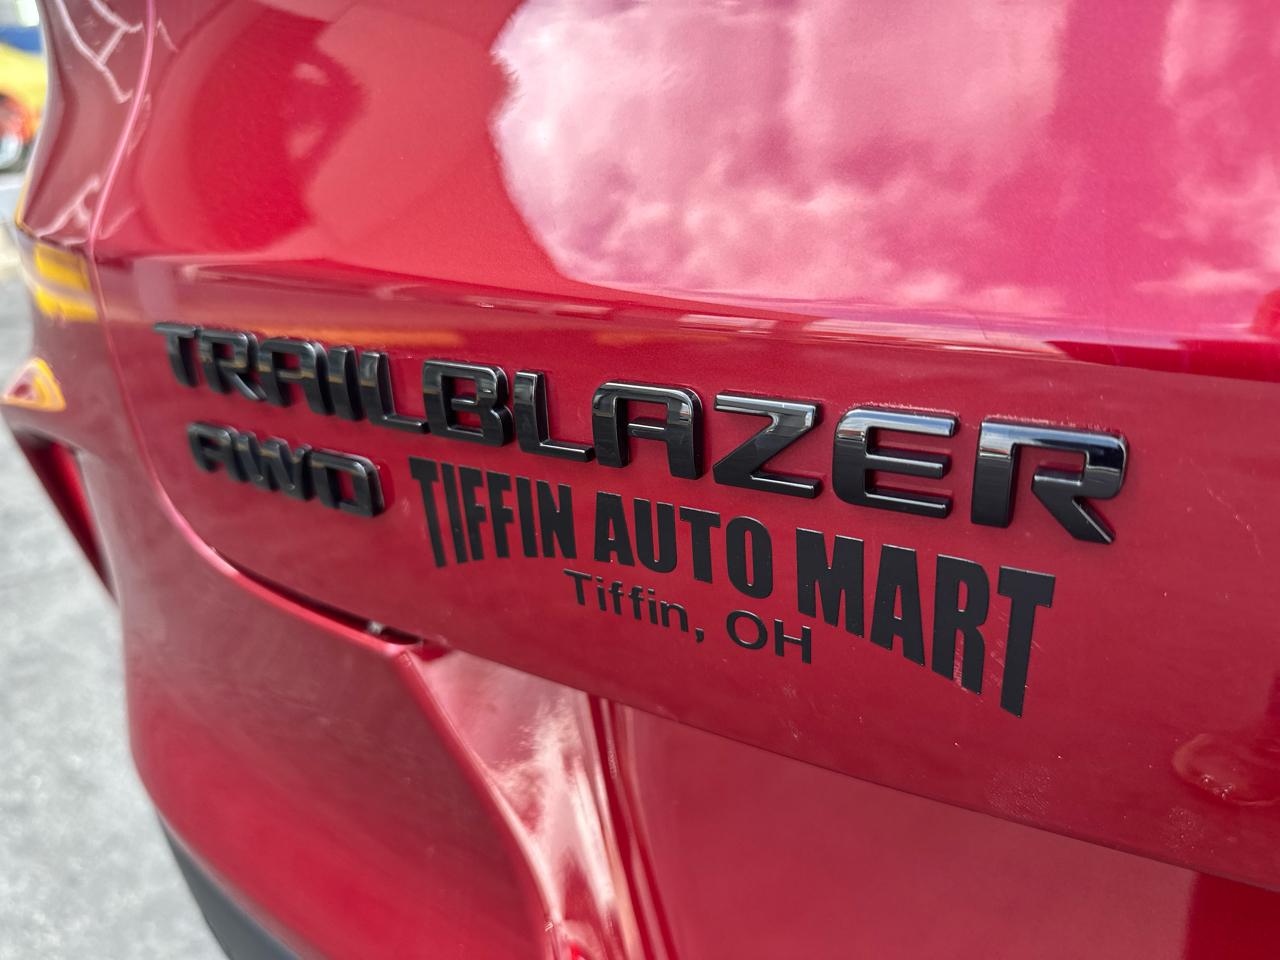 TRAILBLAZER
AWD
TIFFIN AUTO MART
Tiffin, OH